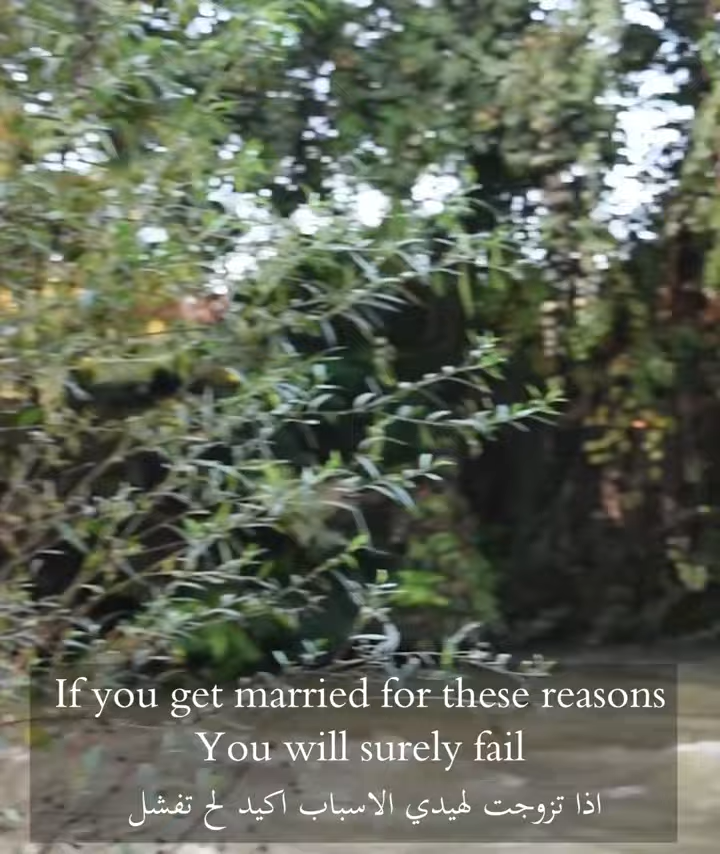 If you get married for these reasons
You will surely fail
اذا تزوجت لهيدي الاسباب اكيد لح تفشل